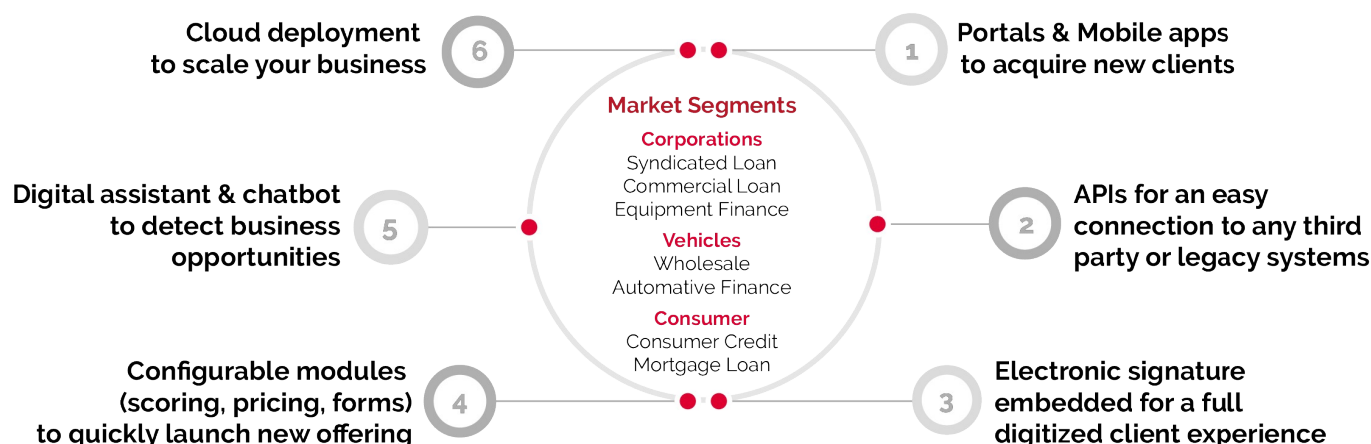 Cloud deployment
to scale your business
6
1
Portals & Mobile apps
to acquire new clients
Market Segments
Corporations
Syndicated Loan
Commercial Loan
Equipment Finance
Vehicles
Wholesale
Automative Finance
Consumer
Consumer Credit
Mortgage Loan
Digital assistant & chatbot
to detect business
opportunities
5
2
APIs for an easy
connection to any third
party or legacy systems
Configurable modules
(scoring, pricing, forms)
to quickly launch new offering
4
3
Electronic signature
embedded for a full
digitized client experience